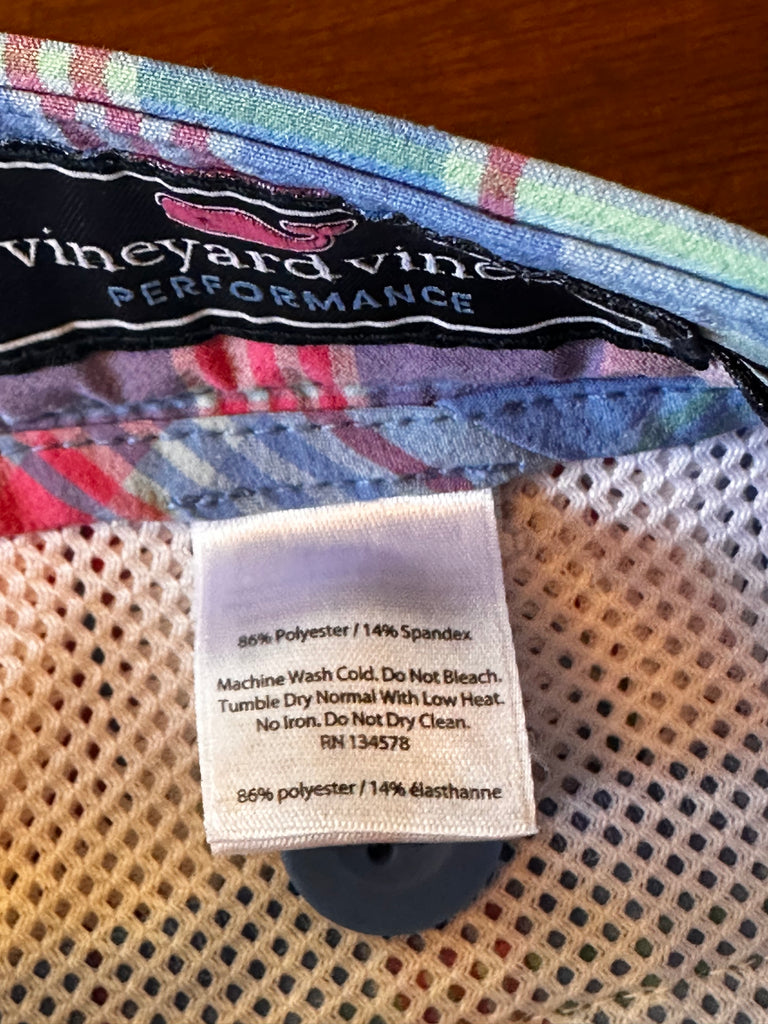 vineyard vine
PERFORMANCE
86% Polyester / 14% Spandex
Machine Wash Cold. Do Not Bleach.
Tumble Dry Normal With Low Heat.
No Iron. Do Not Dry Clean.
RN 134578
86% polyester / 14% élasthanne